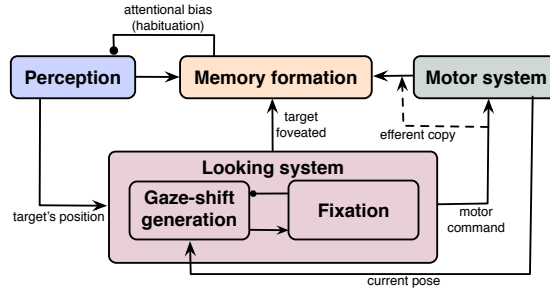 attentional bias
(habituation)
Perception
Memory formation
Motor system
target
foveated
efferent copy
Looking system
Gaze-shift
generation
Fixation
target's position
motor
command
current pose